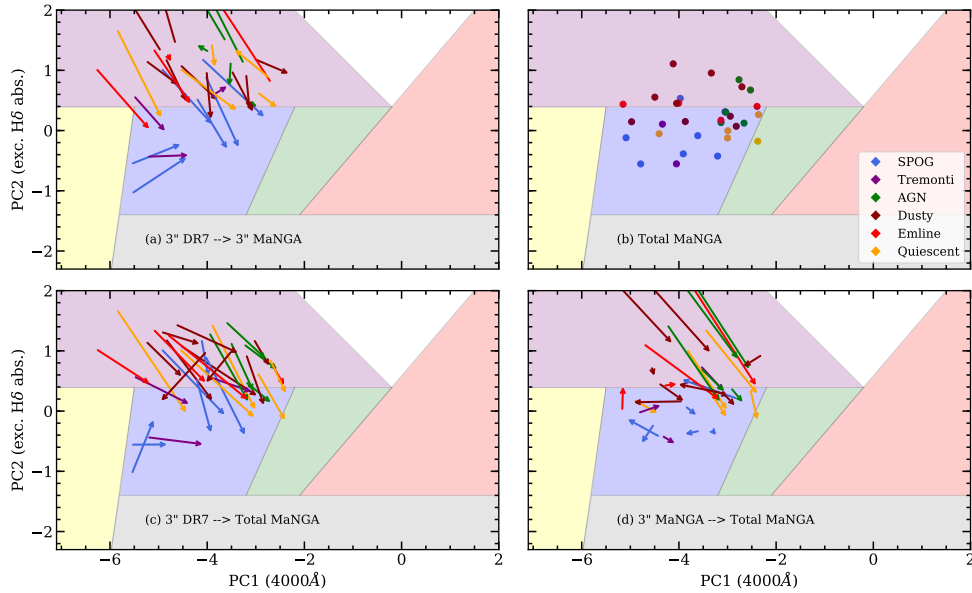 2
1
0
−1
−2
PC2 (exc. Hδ abs.)
(a) 3" DR7 --> 3" MaNGA
(b) Total MaNGA
SPOG
Tremonti
AGN
Dusty
Emline
Quiescent
2
1
0
−1
−2
PC2 (exc. Hδ abs.)
(c) 3" DR7 --> Total MaNGA
(d) 3" MaNGA --> Total MaNGA
−6 −4 −2 0 2
−6 −4 −2 0 2
PC1 (4000Å)
PC1 (4000Å)